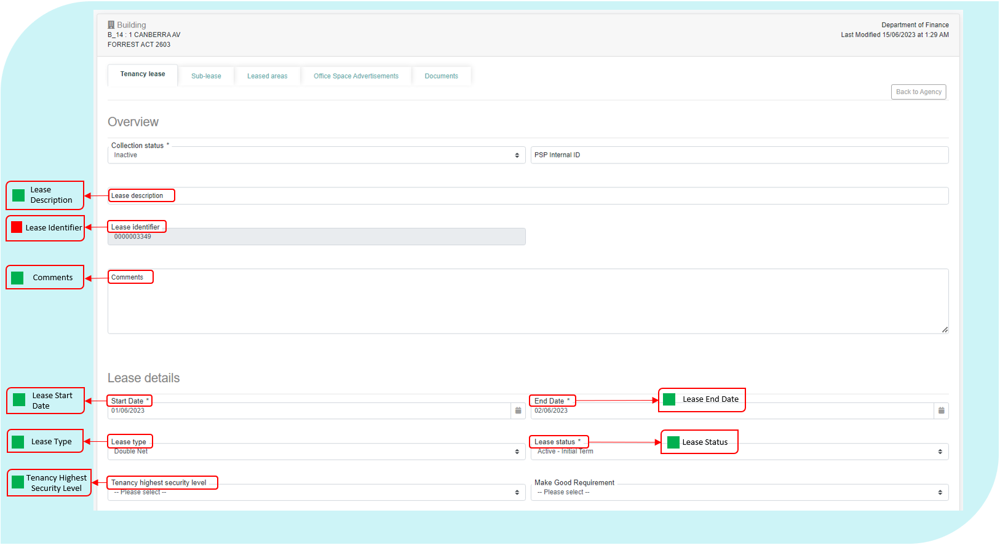 Building
B_14 : 1 CANBERRA AV
FORREST ACT 2603
Department of Finance
Last Modified 15/06/2023 at 1:29 AM
Tenancy lease
Sub-lease
Leased areas
Office Space Advertisements
Documents
Back to Agency
Overview
Collection status *
Inactive
PSP Internal ID
Lease
Description
Lease description
Lease Identifier
Lease identifier
0000003349
Comments
Comments
Lease details
Lease Start
Date
Start Date *
01/06/2023
End Date *
02/06/2023
Lease End Date
Lease Type
Lease type
Double Net
Lease status *
Active - Initial Term
Lease Status
Tenancy Highest
Security Level
Tenancy highest security level
-- Please select --
Make Good Requirement
-- Please select --